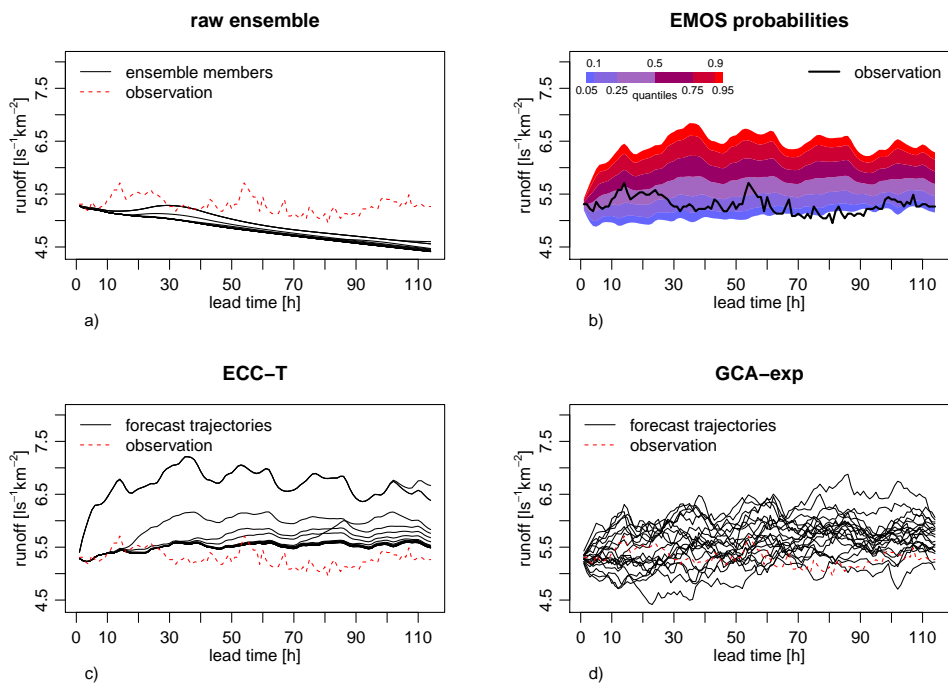 raw ensemble
runoff [ls⁻¹km⁻²]
4.5 5.5 6.5 7.5
ensemble members
observation
0 10 30 50 70 90 110
lead time [h]
a)
EMOS probabilities
runoff [ls⁻¹km⁻²]
4.5 5.5 6.5 7.5
0.1 0.5 0.9
0.05 0.25 0.75 0.95
quantiles
observation
0 10 30 50 70 90 110
lead time [h]
b)
ECC−T
runoff [ls⁻¹km⁻²]
4.5 5.5 6.5 7.5
forecast trajectories
observation
0 10 30 50 70 90 110
lead time [h]
c)
GCA−exp
runoff [ls⁻¹km⁻²]
4.5 5.5 6.5 7.5
forecast trajectories
observation
0 10 30 50 70 90 110
lead time [h]
d)